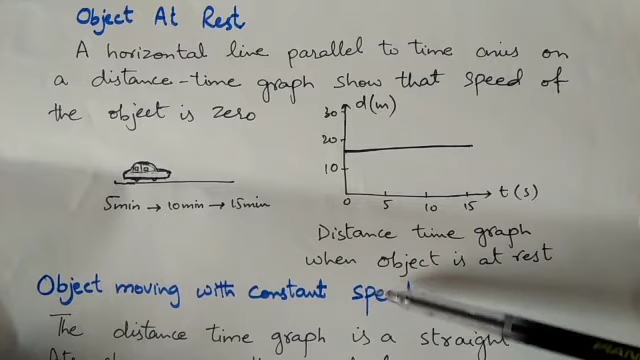 Object At Rest
A horizontal line parallel to time axies on
a distance-time graph show that speed of
the object is zero
d(m)
30
20
10
0 5 10 15 t(s)
5min → 10min → 15min
Distance time graph
when object is at rest
Object moving with constant
The distance time graph is a straight